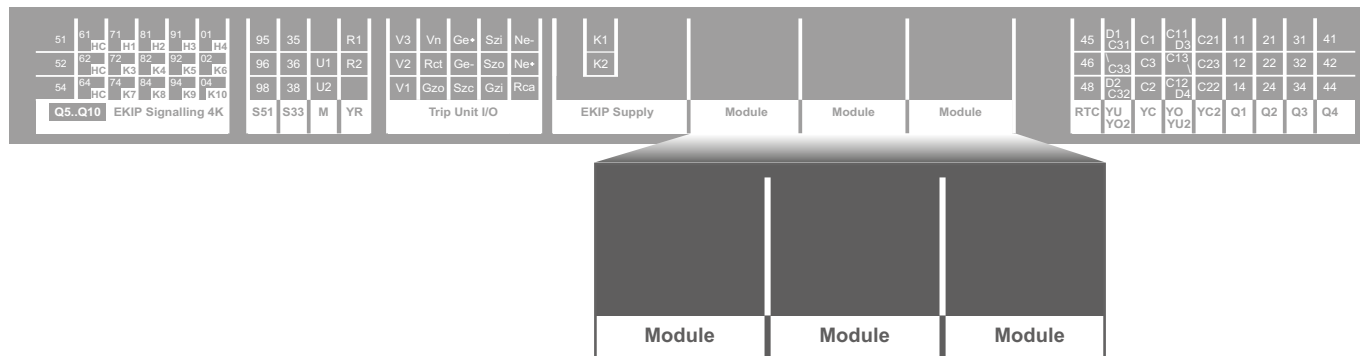 51 61 HC 71 H1 81 H2 91 H3 01 H4 95 35 R1 V3 Vn Ge• Szi Ne- K1 45 D1 C31 C1 C11 D3 C21 11 21 31 41
52 62 HC 72 K3 82 K4 92 K5 02 K6 96 36 U1 R2 V2 Rct Ge- Szo Ne• K2 46 \ C33 C3 C13 \ C23 12 22 32 42
54 64 HC 74 K7 84 K8 94 K9 04 K10 98 38 U2 V1 Gzo Szc Gzi Rca 48 D2 C32 C2 C12 D4 C22 14 24 34 44
Q5..Q10 EKIP Signalling 4K S51 S33 M YR Trip Unit I/O EKIP Supply Module Module Module RTC YU YO2 YC YO YU2 YC2 Q1 Q2 Q3 Q4
Module Module Module